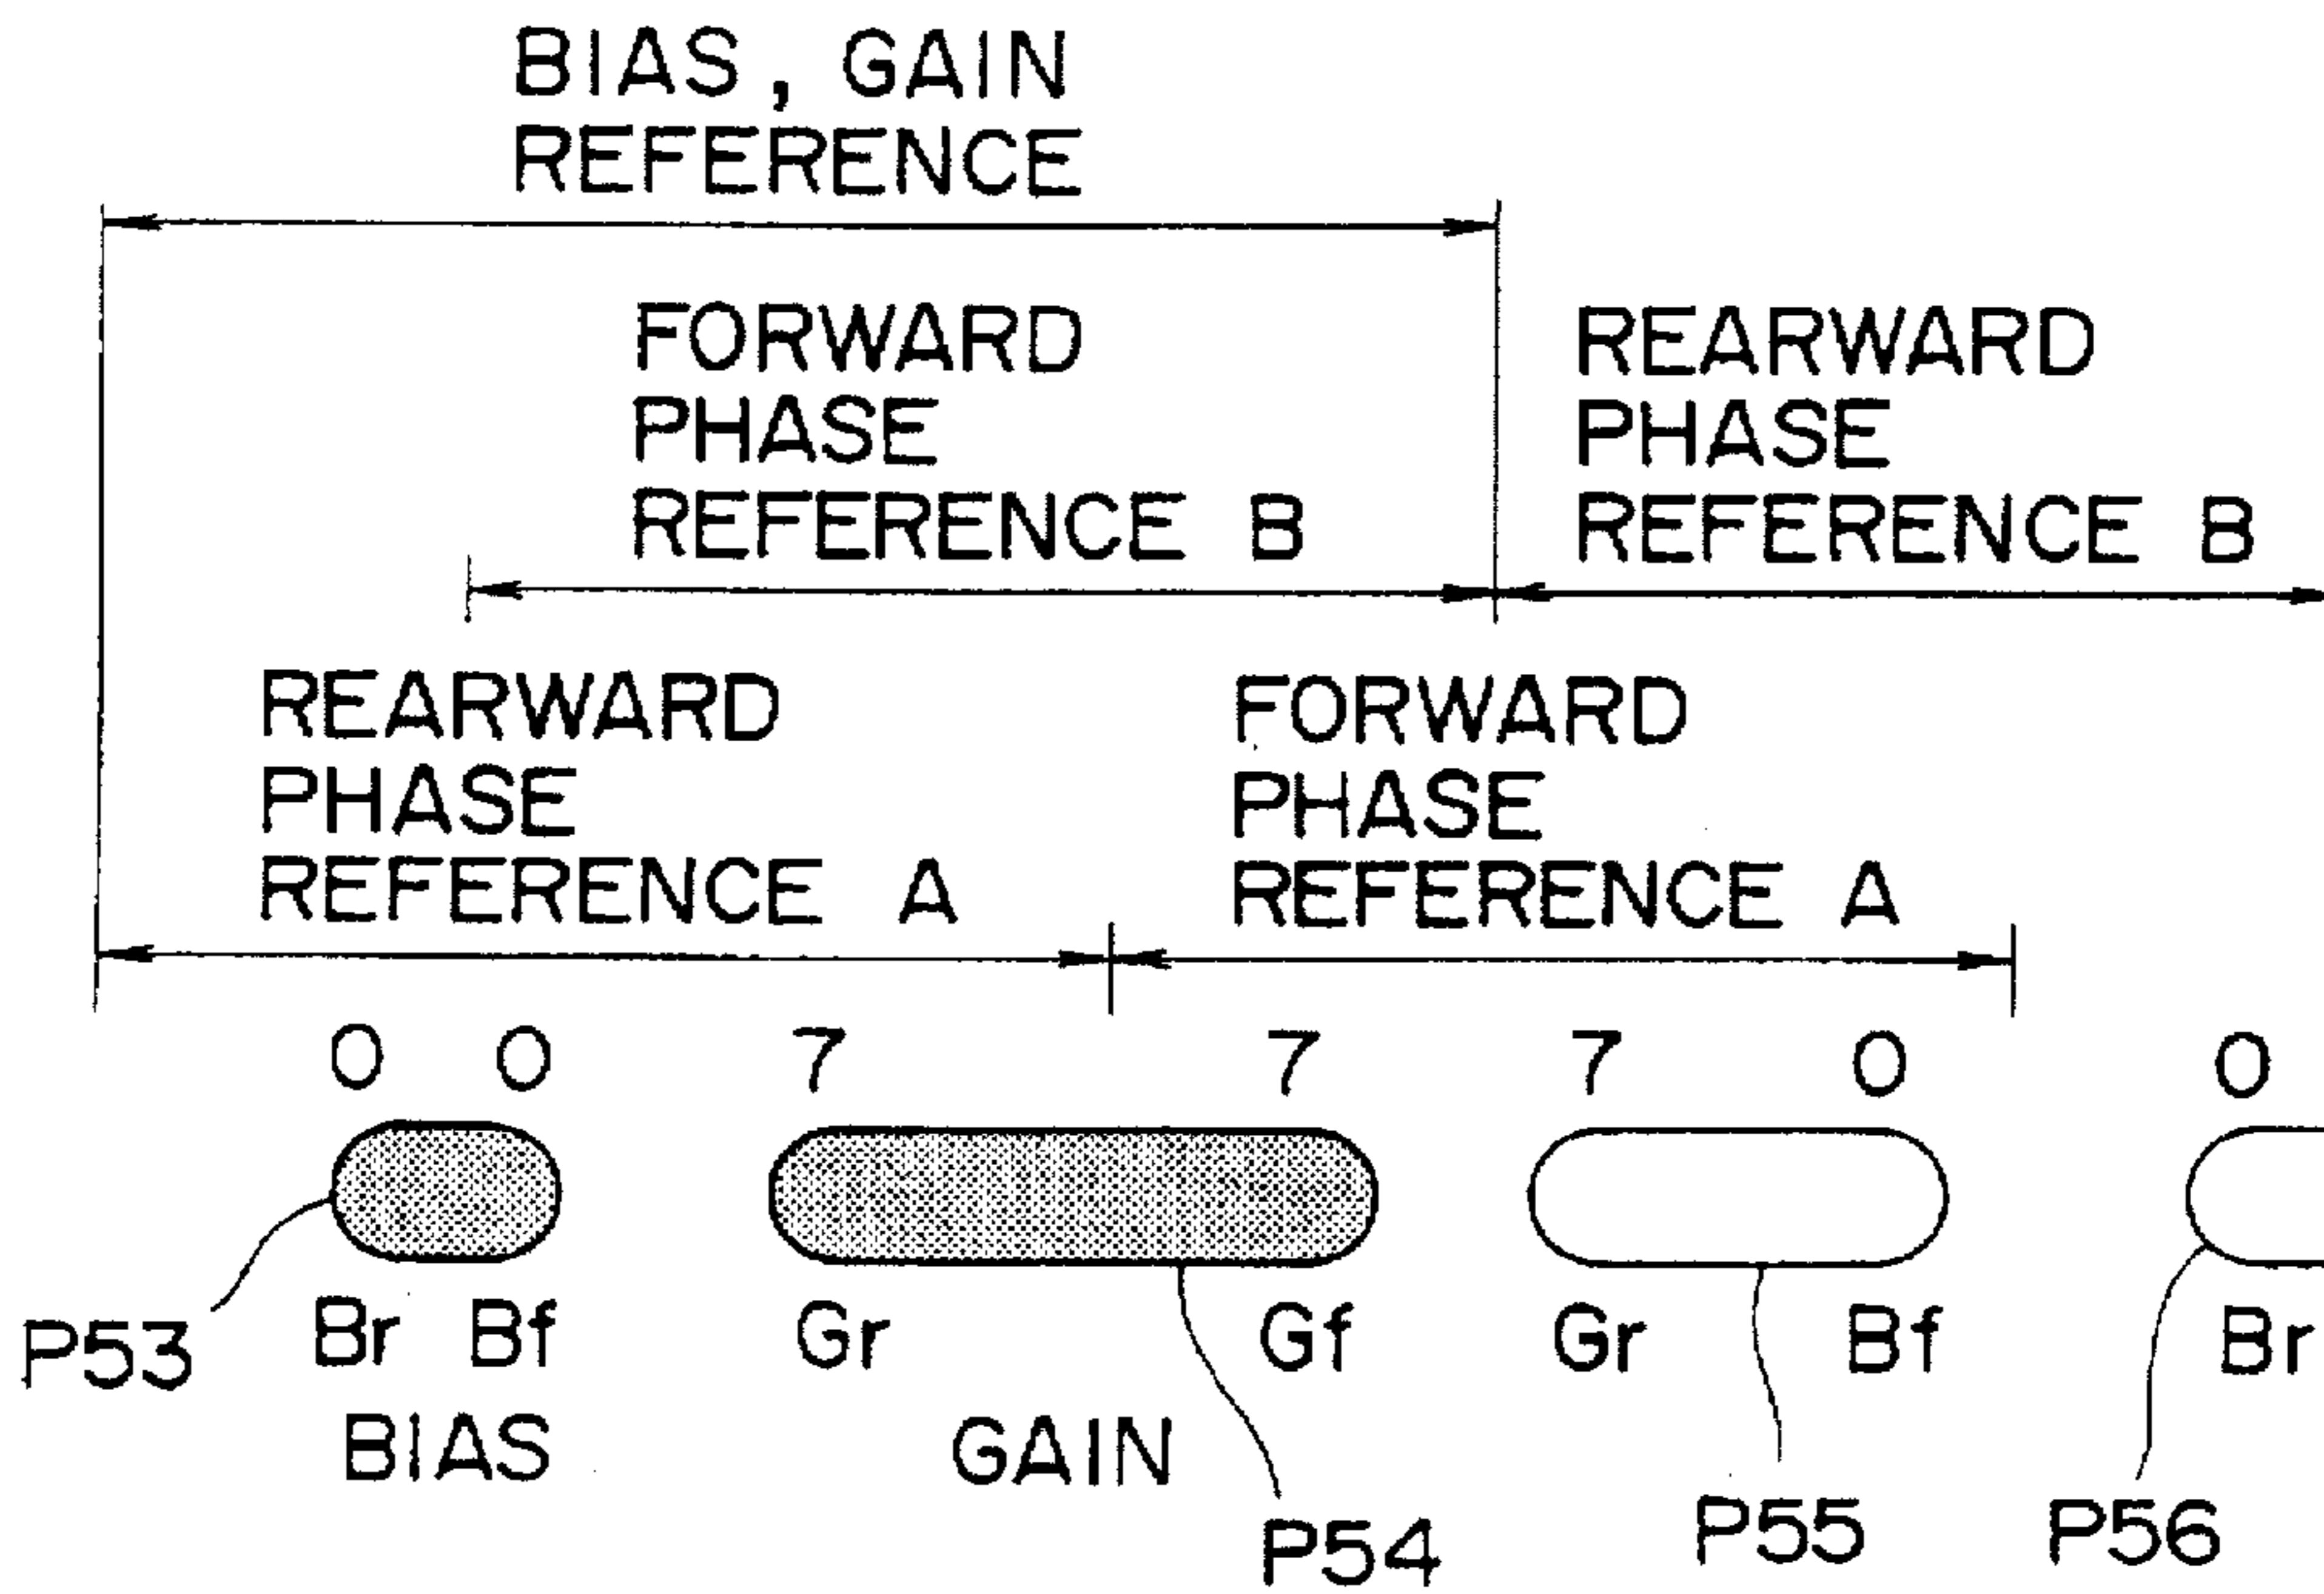 BIAS, GAIN
REFERENCE
FORWARD
PHASE
REFERENCE B
REARWARD
PHASE
REFERENCE B
REARWARD
PHASE
REFERENCE A
FORWARD
PHASE
REFERENCE A
0 0 7 7 7 0 0
P53 Br Bf Gr Gf Gr Bf Br
BIAS GAIN
P54 P55 P56